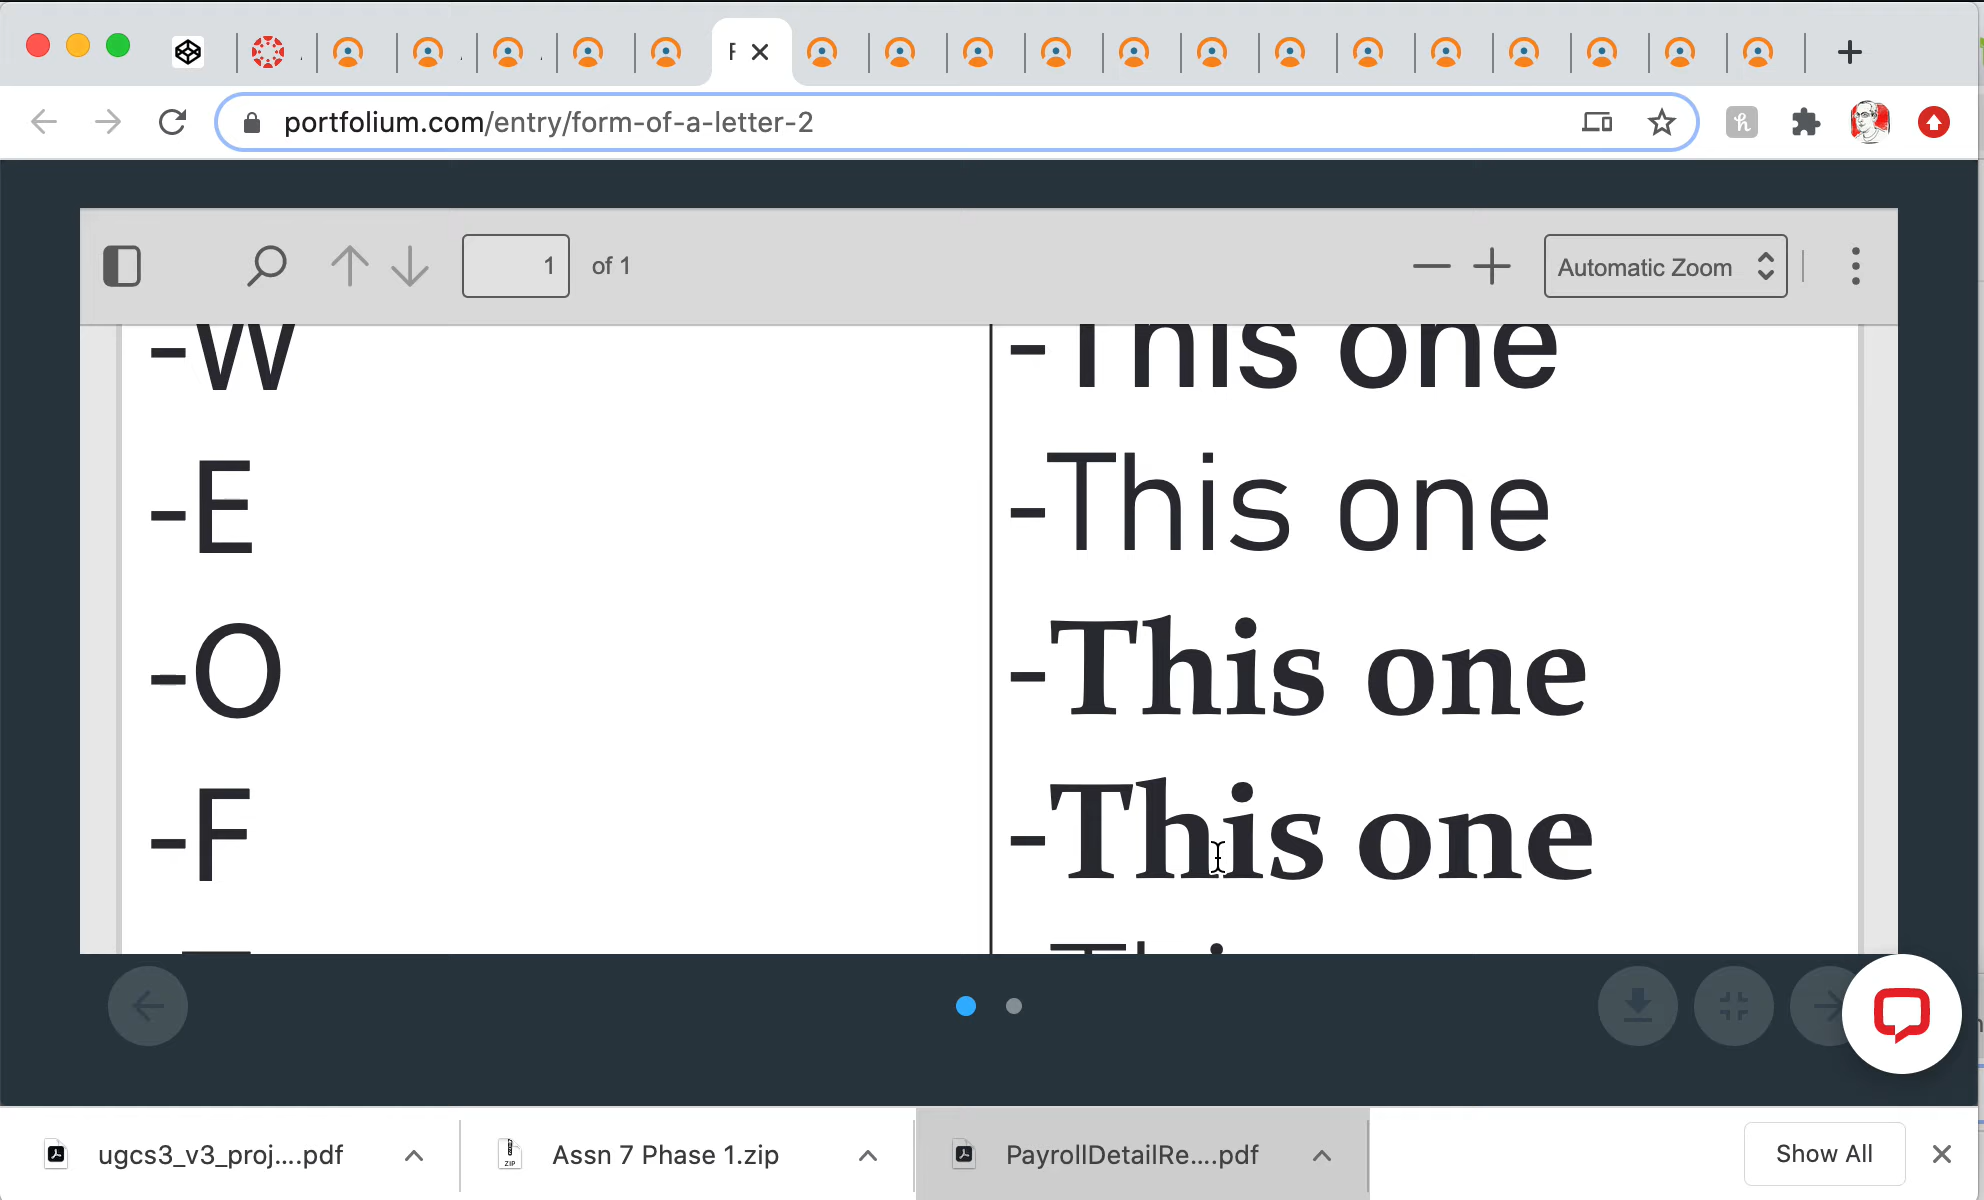 F
portfolium.com/entry/form-of-a-letter-2
1 of 1
Automatic Zoom
-W
-This one
-E
-This one
-O
-This one
-F
-This one
ugcs3_v3_proj....pdf
Assn 7 Phase 1.zip
PayrollDetailRe....pdf
Show All